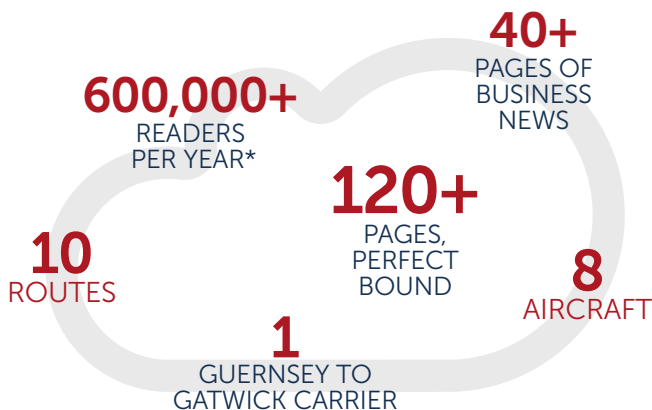 40+
PAGES OF
BUSINESS
NEWS
600,000+
READERS
PER YEAR*
120+
PAGES,
PERFECT
BOUND
10
ROUTES
8
AIRCRAFT
1
GUERNSEY TO
GATWICK CARRIER